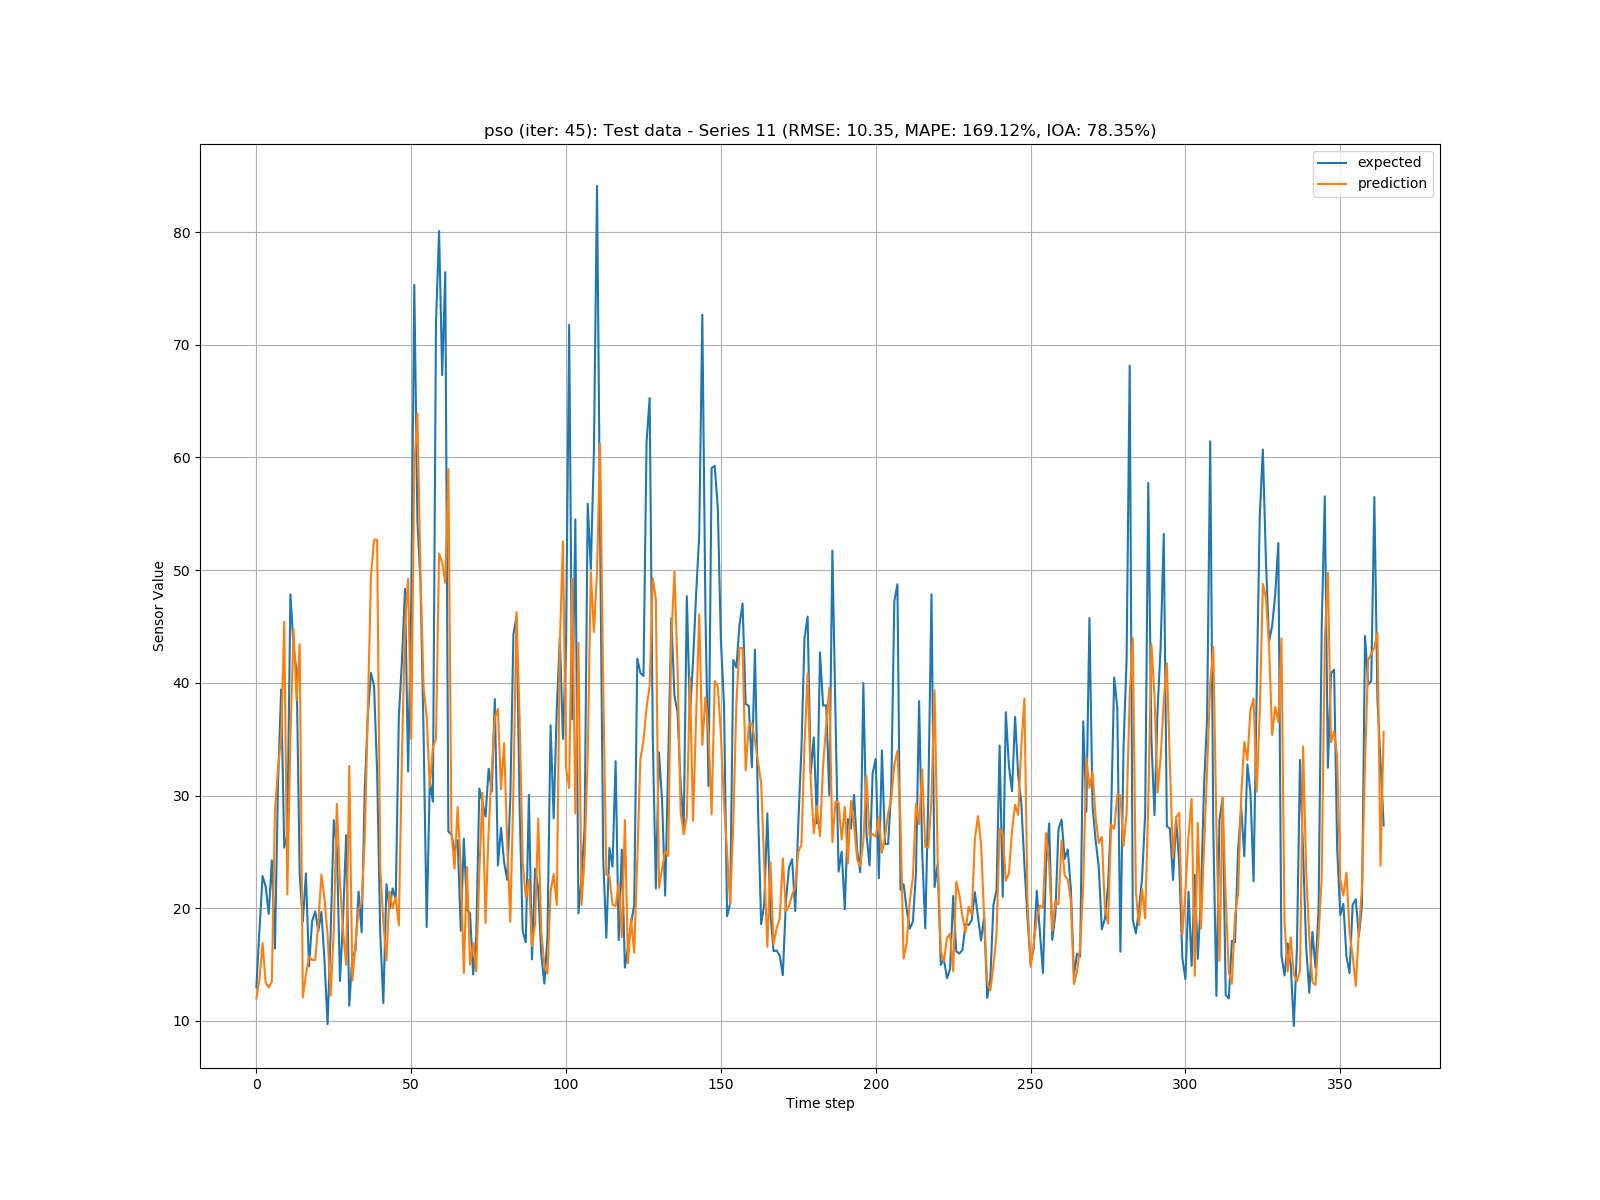 pso (iter: 45): Test data - Series 11 (RMSE: 10.35, MAPE: 169.12%, IOA: 78.35%)
expected
prediction
80
70
60
50
40
30
20
10
Sensor Value
0 50 100 150 200 250 300 350
Time step